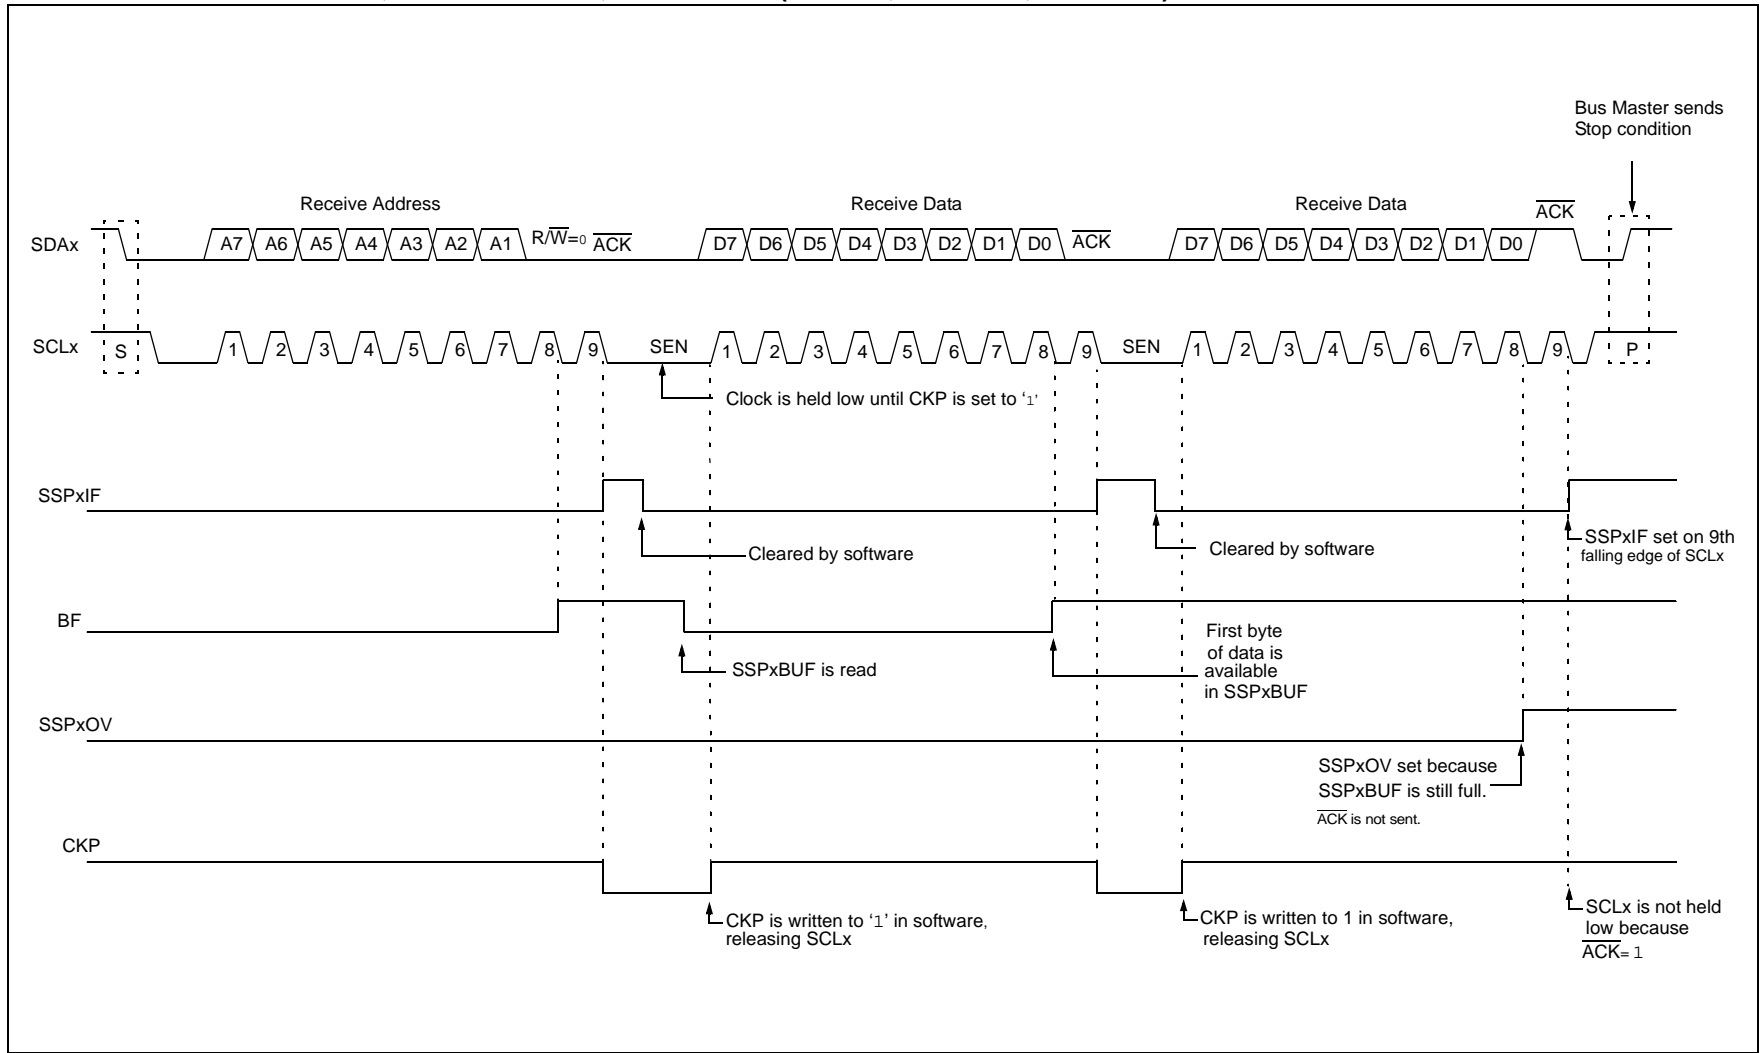 Bus Master sends
Stop condition
Receive Address
Receive Data
Receive Data
ACK
SDAx
A7 A6 A5 A4 A3 A2 A1 R/W=0 ACK
D7 D6 D5 D4 D3 D2 D1 D0 ACK
D7 D6 D5 D4 D3 D2 D1 D0
SCLx
S 1 2 3 4 5 6 7 8 9 SEN
1 2 3 4 5 6 7 8 9 SEN
1 2 3 4 5 6 7 8 9 P
Clock is held low until CKP is set to ‘1’
SSPxIF
Cleared by software
Cleared by software
SSPxIF set on 9th
falling edge of SCLx
BF
SSPxBUF is read
First byte
of data is
available
in SSPxBUF
SSPxOV
SSPxOV set because
SSPxBUF is still full.
ACK is not sent.
CKP
CKP is written to ‘1’ in software,
releasing SCLx
CKP is written to 1 in software,
releasing SCLx
SCLx is not held
low because
ACK= 1